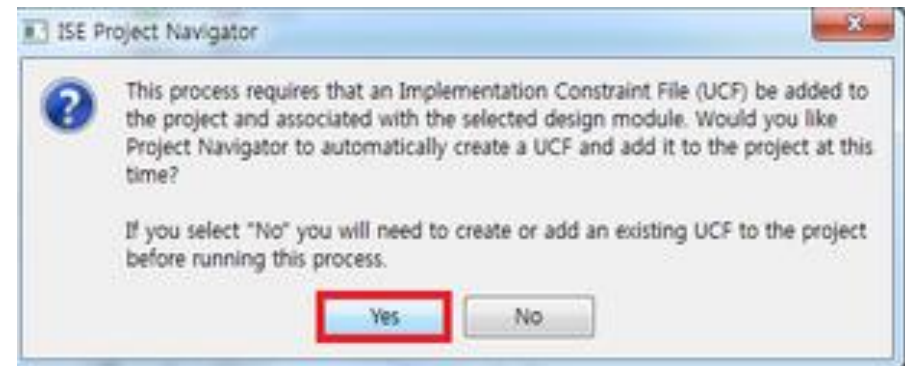 ISE Project Navigator
This process requires that an Implementation Constraint File (UCF) be added to
the project and associated with the selected design module. Would you like
Project Navigator to automatically create a UCF and add it to the project at this
time?
If you select "No" you will need to create or add an existing UCF to the project
before running this process.
Yes No